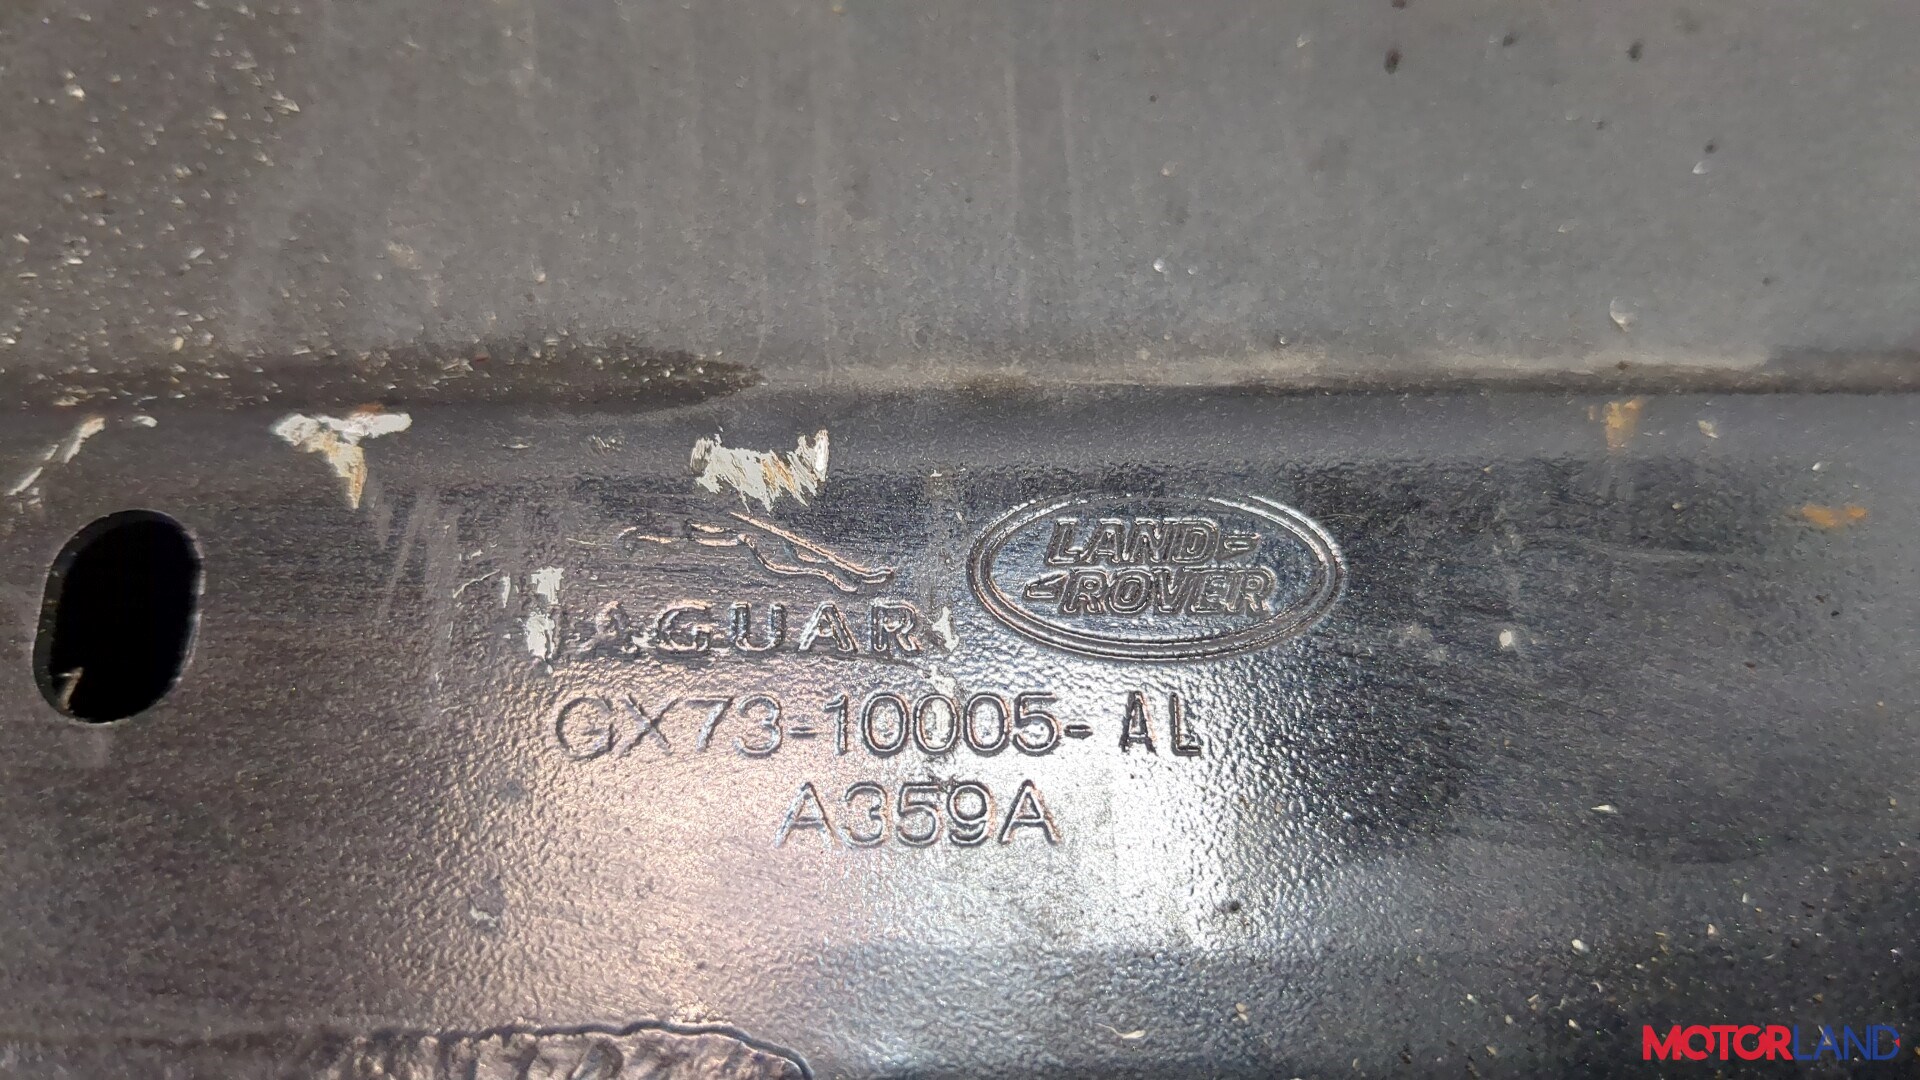 JAGUAR
LAND-
-ROVER
GX73-10005-AL
A359A
MOTORLAND